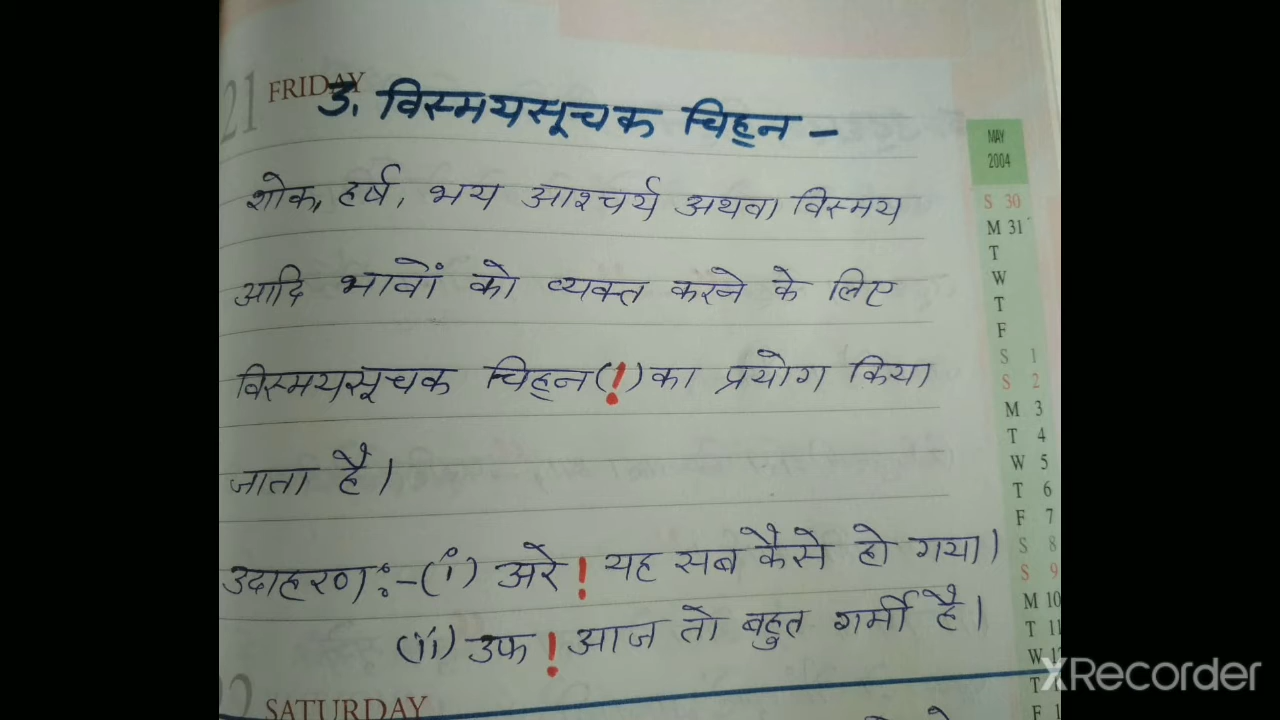 21 FRIDAY
3. विस्मयसूचक चिह्न -
MAY
2004
शोक, हर्ष, भय आश्चर्य अथवा विस्मय
S 30
M 31
आदि भावों को व्यक्त करने के लिए
T
W
T
F
विस्मयसूचक चिह्न(!) का प्रयोग किया
S 1
S 2
M 3
T 4
जाता है।
W 5
T 6
F 7
उदाहरण:-(i) अरे! यह सब कैसे हो गया।
S 8
S 9
(ii) उफ! आज तो बहुत गर्मी है।
M 10
T 11
W 12
XRecorder
SATURDAY